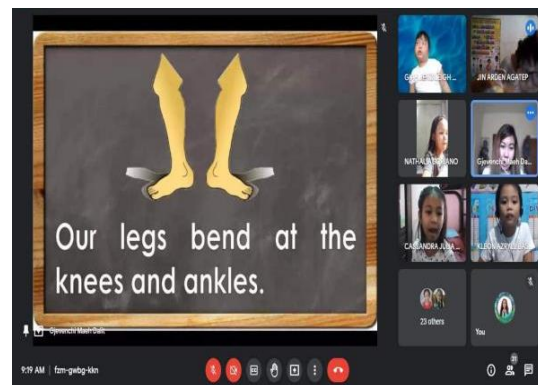 Our legs bend at the
knees and ankles.
JIN ARDEN AGATEP
23 others
You
9:19 AM | fzm-gwbg-kkn
31